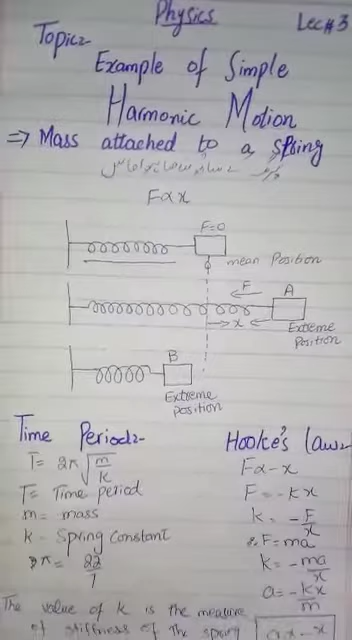 Physics
Lec#3
Topic:-
Example of Simple
Harmonic Motion
=> Mass attached to a spring
F∝x
F=0
mean Position
F
A
x
Extreme
Position
B
Extreme
Position
Time Period:-
T= 2π√m/k
T= Time period
m= mass
k- Spring Constant
π= 22/7
The value of k is the measure
of stiffness of the spring
Hooke's Law:-
F∝-x
F=-kx
k= -F/x
∴F=ma
k= -ma/x
a= -kx/m
a∝-x